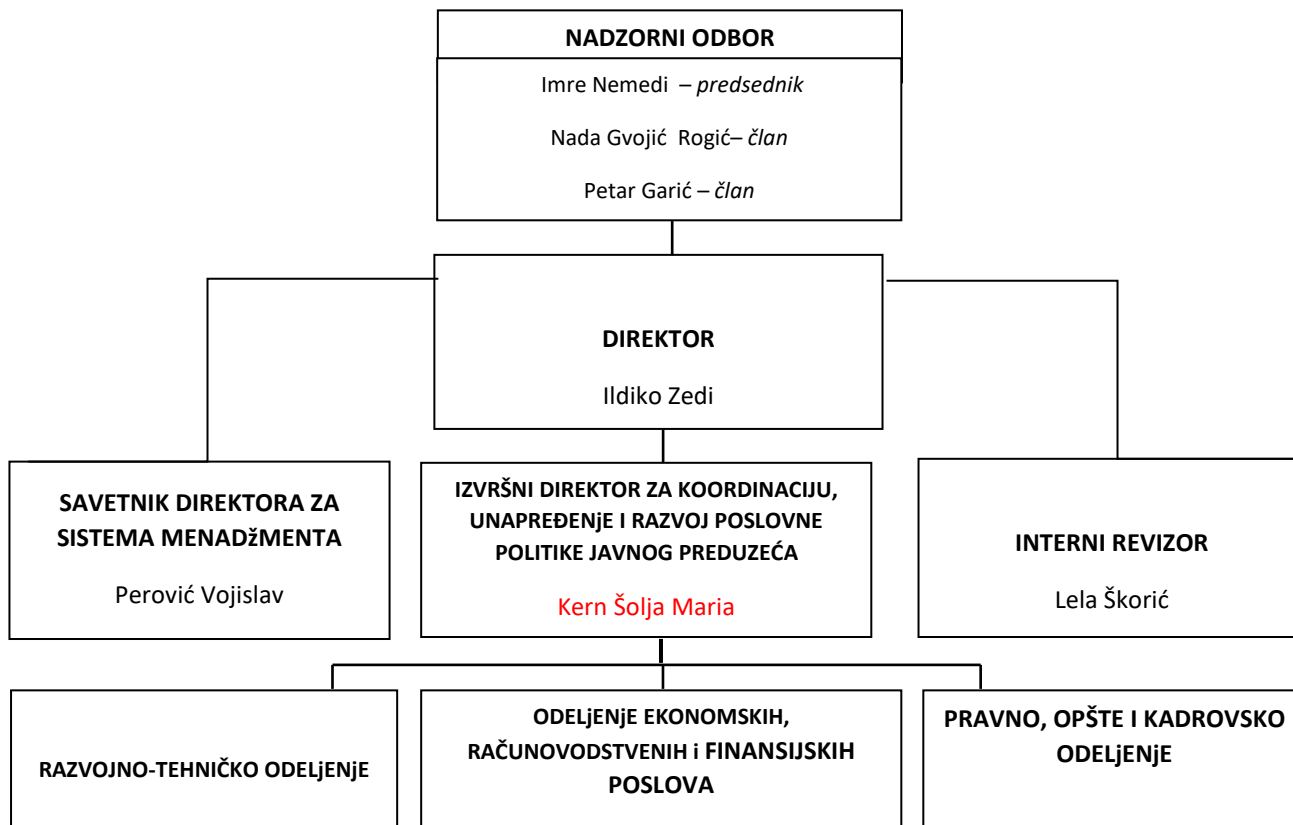 NADZORNI ODBOR
Imre Nemedi – predsednik
Nada Gvojić Rogić– član
Petar Garić – član
DIREKTOR
Ildiko Zedi
SAVETNIK DIREKTORA ZA
SISTEMA MENADžMENTA
Perović Vojislav
IZVRŠNI DIREKTOR ZA KOORDINACIJU,
UNAPREĐENjE I RAZVOJ POSLOVNE
POLITIKE JAVNOG PREDUZEĆA
Kern Šolja Maria
INTERNI REVIZOR
Lela Škorić
RAZVOJNO-TEHNIČKO ODELjENjE
ODELjENjE EKONOMSKIH,
RAČUNOVODSTVENIH i FINANSIJSKIH
POSLOVA
PRAVNO, OPŠTE I KADROVSKO
ODELjENjE